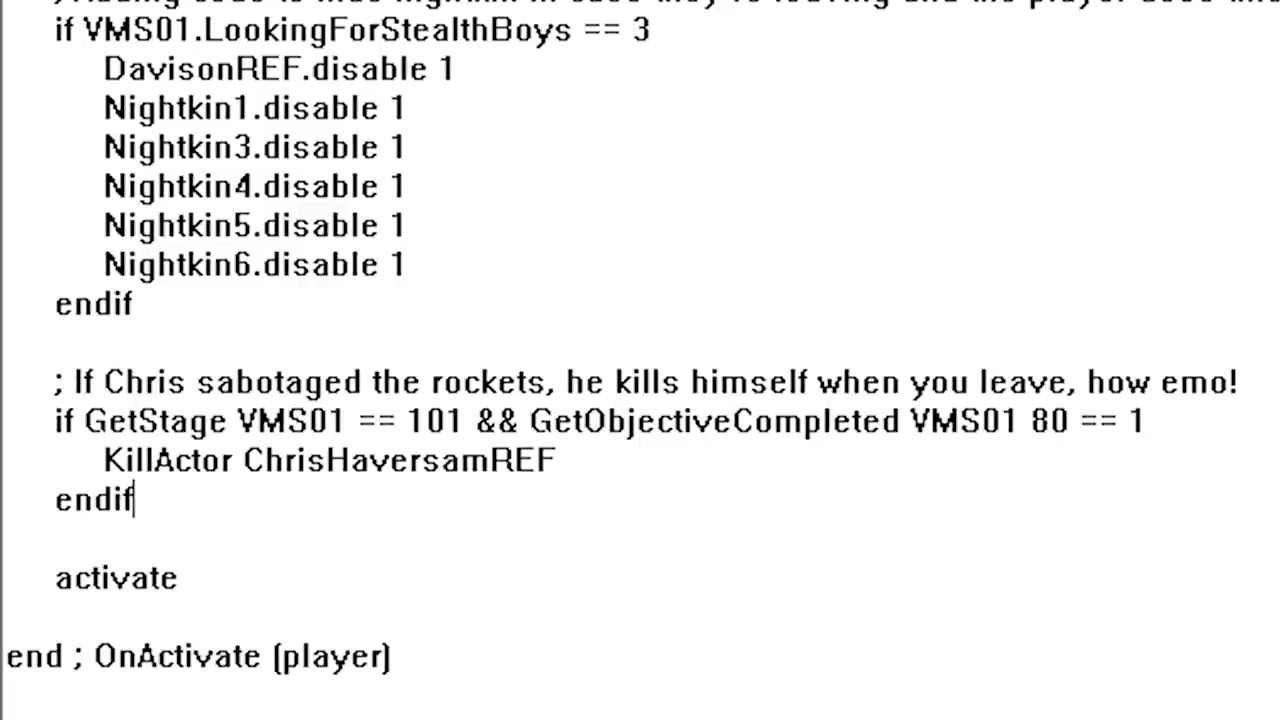 if VMS01.LookingForStealthBoys == 3
DavisonREF.disable 1
Nightkin1.disable 1
Nightkin3.disable 1
Nightkin4.disable 1
Nightkin5.disable 1
Nightkin6.disable 1
endif
; If Chris sabotaged the rockets, he kills himself when you leave, how emo!
if GetStage VMS01 == 101 && GetObjectiveCompleted VMS01 80 == 1
KillActor ChrisHaversamREF
endif
activate
end ; OnActivate (player)